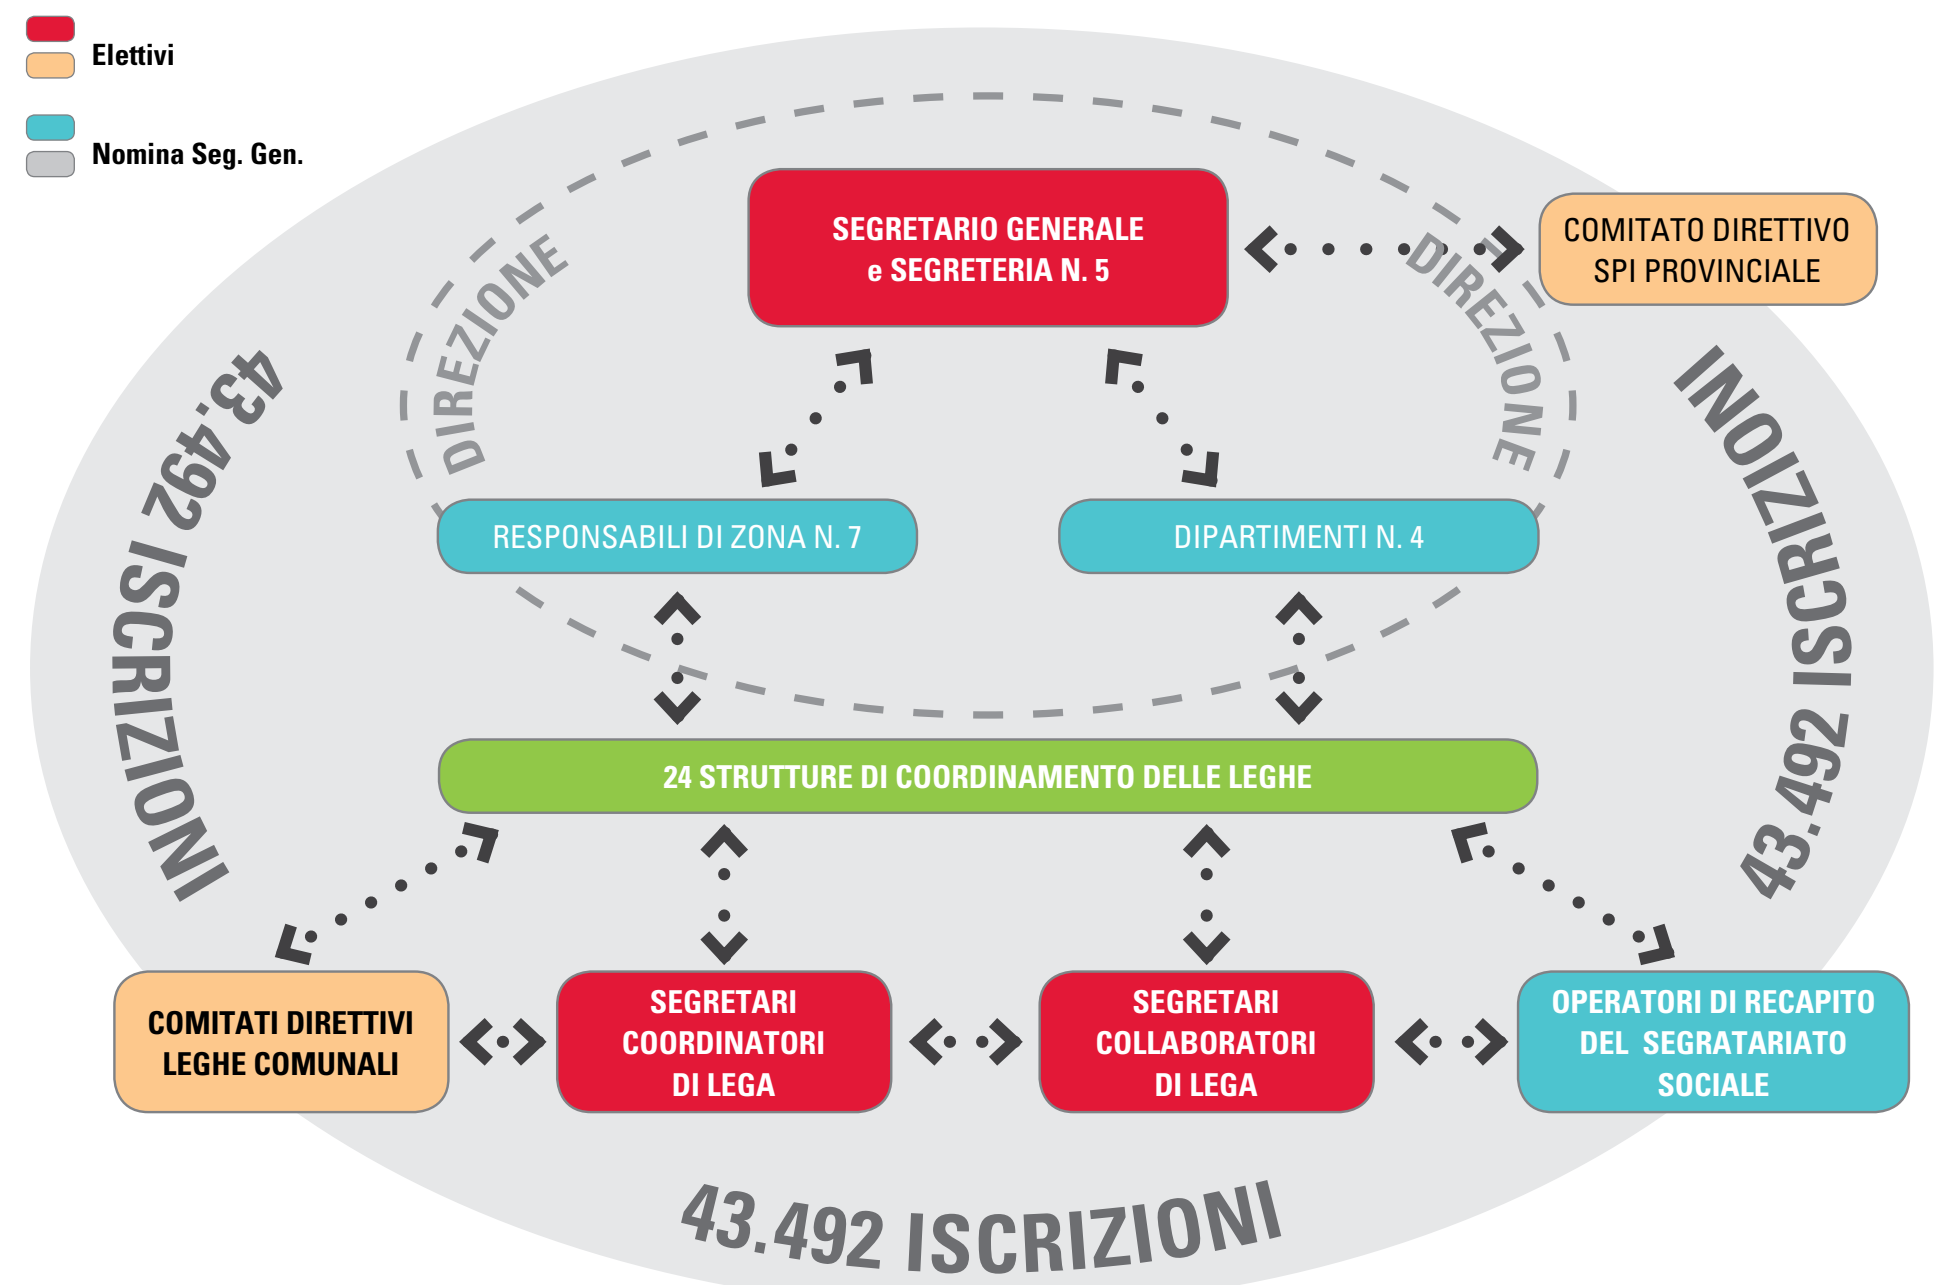 Elettivi
Nomina Seg. Gen.
SEGRETARIO GENERALE
e SEGRETERIA N. 5
COMITATO DIRETTIVO
SPI PROVINCIALE
DIREZIONE
DIREZIONE
43.492 ISCRIZIONI
43.492 ISCRIZIONI
RESPONSABILI DI ZONA N. 7
DIPARTIMENTI N. 4
24 STRUTTURE DI COORDINAMENTO DELLE LEGHE
COMITATI DIRETTIVI
LEGHE COMUNALI
SEGRETARI
COORDINATORI
DI LEGA
SEGRETARI
COLLABORATORI
DI LEGA
OPERATORI DI RECAPITO
DEL SEGRATARIATO
SOCIALE
43.492 ISCRIZIONI